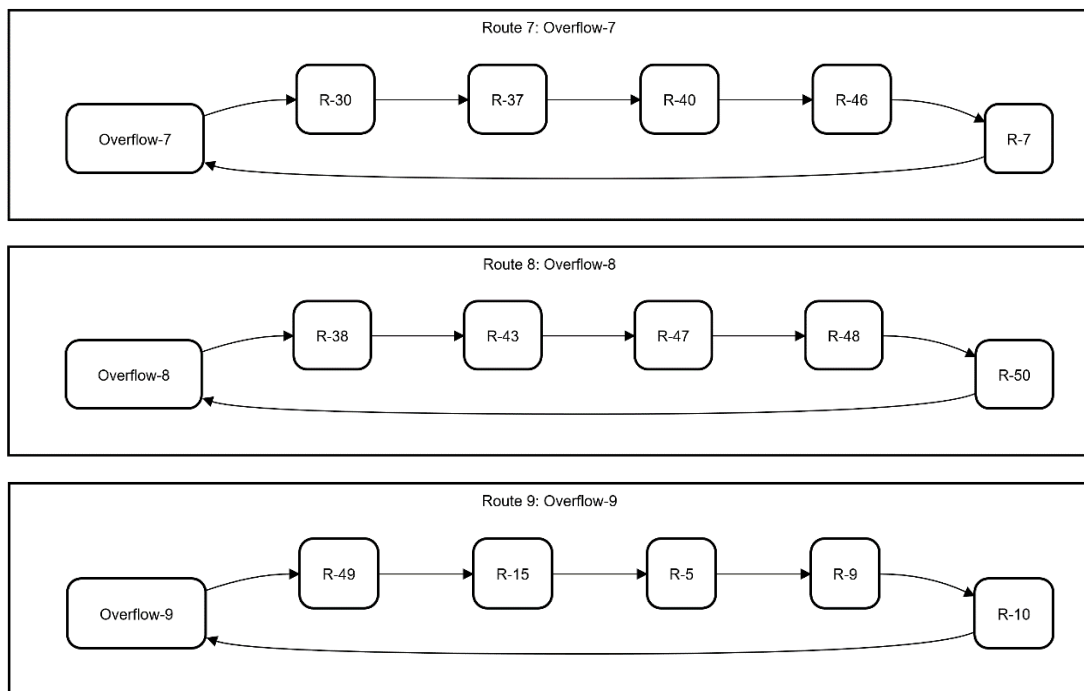 Route 7: Overflow-7
Overflow-7
R-30
R-37
R-40
R-46
R-7
Route 8: Overflow-8
Overflow-8
R-38
R-43
R-47
R-48
R-50
Route 9: Overflow-9
Overflow-9
R-49
R-15
R-5
R-9
R-10